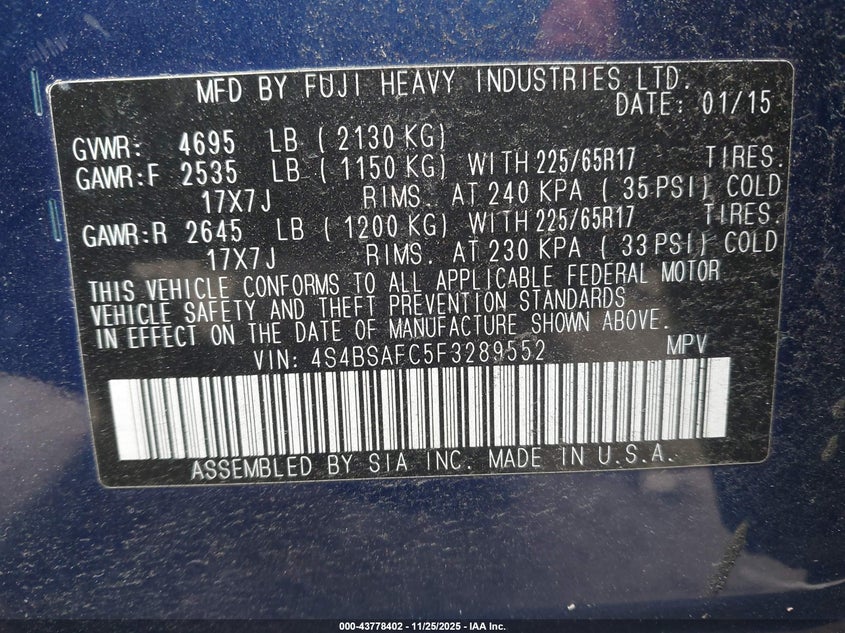 MFD BY FUJI HEAVY INDUSTRIES LTD.
DATE: 01/15
GVWR: 4695 LB ( 2130 KG)
GAWR:F 2535 LB ( 1150 KG) WITH 225/65R17 TIRES.
17X7J RIMS. AT 240 KPA ( 35 PSI) COLD
GAWR:R 2645 LB ( 1200 KG) WITH 225/65R17 TIRES.
17X7J RIMS. AT 230 KPA ( 33 PSI) COLD
THIS VEHICLE CONFORMS TO ALL APPLICABLE FEDERAL MOTOR
VEHICLE SAFETY AND THEFT PREVENTION STANDARDS
IN EFFECT ON THE DATE OF MANUFACTURE SHOWN ABOVE.
VIN: 4S4BSAFC5F3289552 MPV
ASSEMBLED BY SIA INC. MADE IN U.S.A.
000-43778402 - 11/25/2025 - IAA Inc.